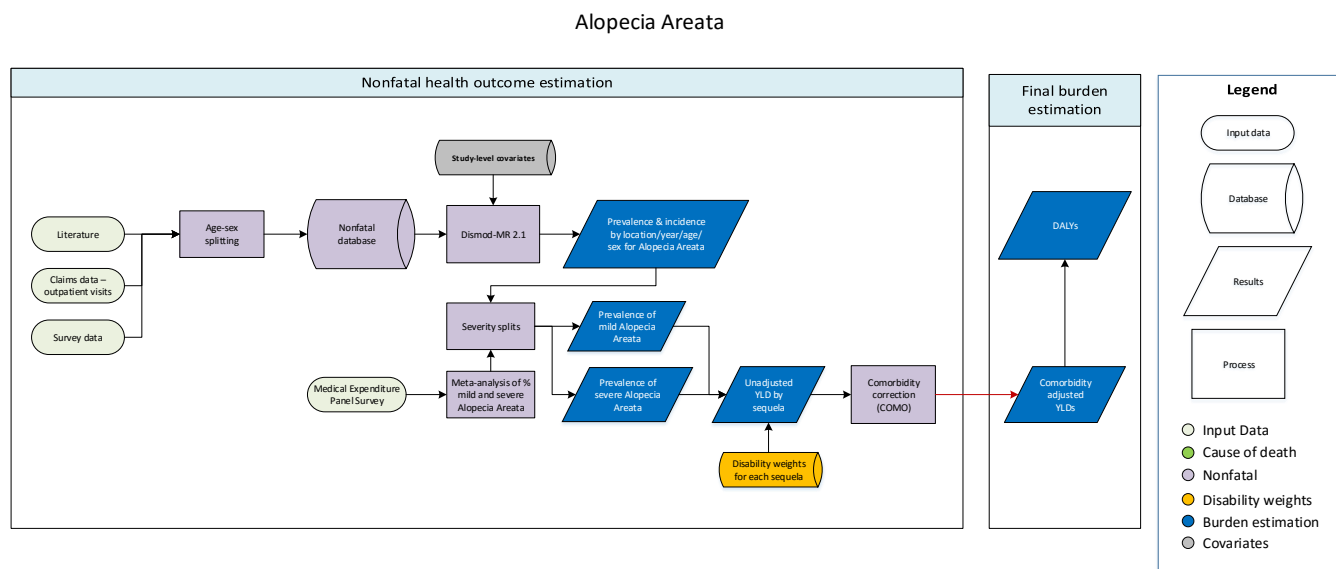 Alopecia Areata
Nonfatal health outcome estimation
Study-level covariates
Literature
Claims data –
outpatient visits
Survey data
Age-sex
splitting
Nonfatal
database
Dismod-MR 2.1
Prevalence & incidence
by location/year/age/
sex for Alopecia Areata
Severity splits
Prevalence of
mild Alopecia
Areata
Medical Expenditure
Panel Survey
Meta-analysis of %
mild and severe
Alopecia Areata
Prevalence of
severe Alopecia
Areata
Unadjusted
YLD by
sequela
Comorbidity
correction
(COMO)
Disability weights
for each sequela
Final burden
estimation
DALYs
Comorbidity
adjusted
YLDs
Legend
Input data
Database
Results
Process
Input Data
Cause of death
Nonfatal
Disability weights
Burden estimation
Covariates